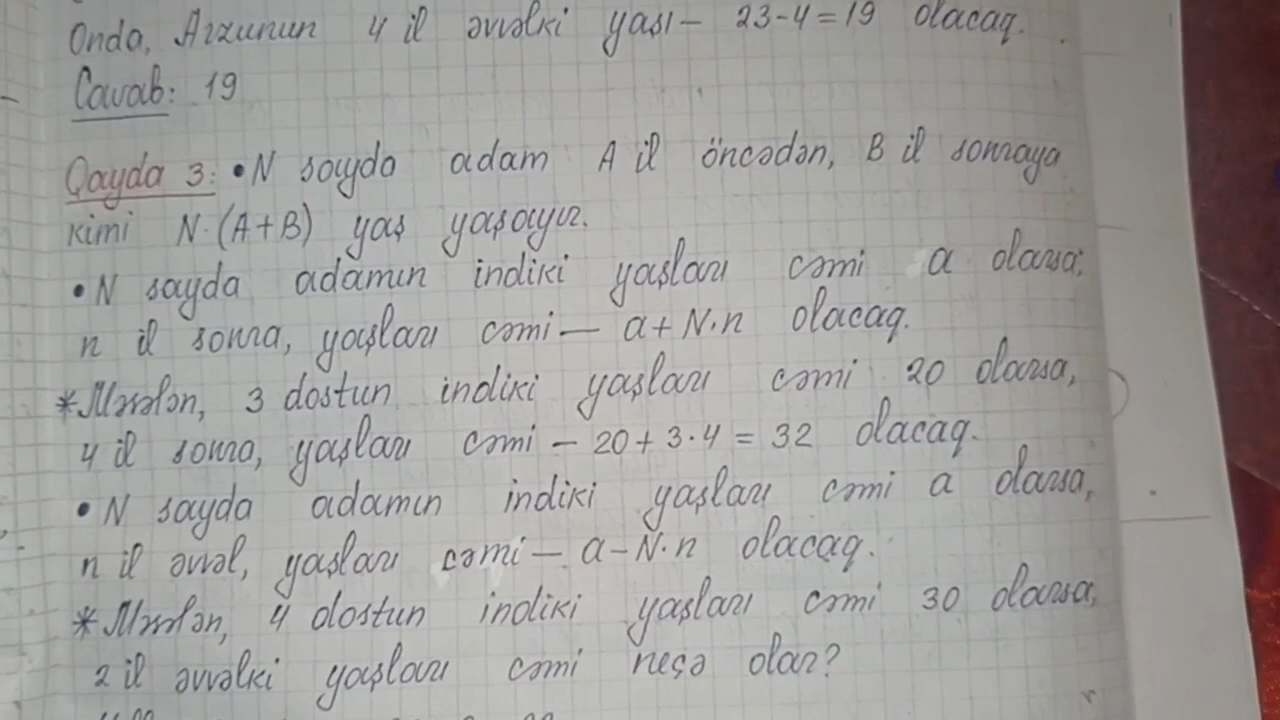 Onda, Arzunun 4 il əvvəlki yaşı – 23-4=19 olacaq.
Cavab: 19
Qayda 3: • N sayda adam A il öncədən, B il sonraya
kimi N·(A+B) yaş yaşayır.
• N sayda adamın indiki yaşları cəmi a olarsa,
n il sonra, yaşları cəmi — a+N·n olacaq.
*Məsələn, 3 dostun indiki yaşları cəmi 20 olarsa,
4 il sonra, yaşları cəmi – 20+3·4=32 olacaq.
• N sayda adamın indiki yaşları cəmi a olarsa,
n il əvvəl, yaşları cəmi — a-N·n olacaq.
*Məsələn, 4 dostun indiki yaşları cəmi 30 olarsa,
2 il əvvəlki yaşları cəmi neçə olar?